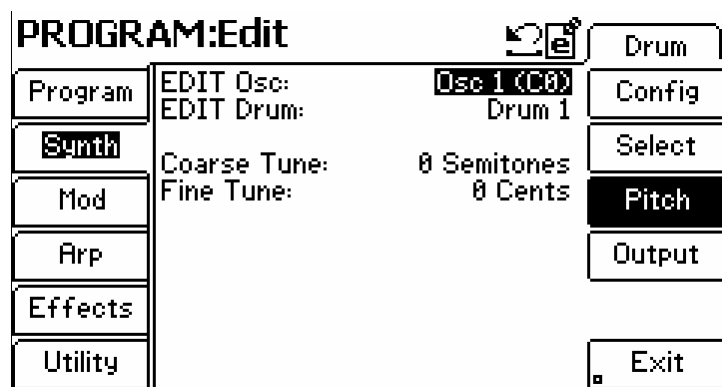 PROGRAM:Edit
Drum
Program
EDIT Osc: Osc 1 (C0)
Config
EDIT Drum: Drum 1
Synth
Select
Coarse Tune: 0 Semitones
Mod
Fine Tune: 0 Cents
Pitch
Arp
Output
Effects
Utility
Exit